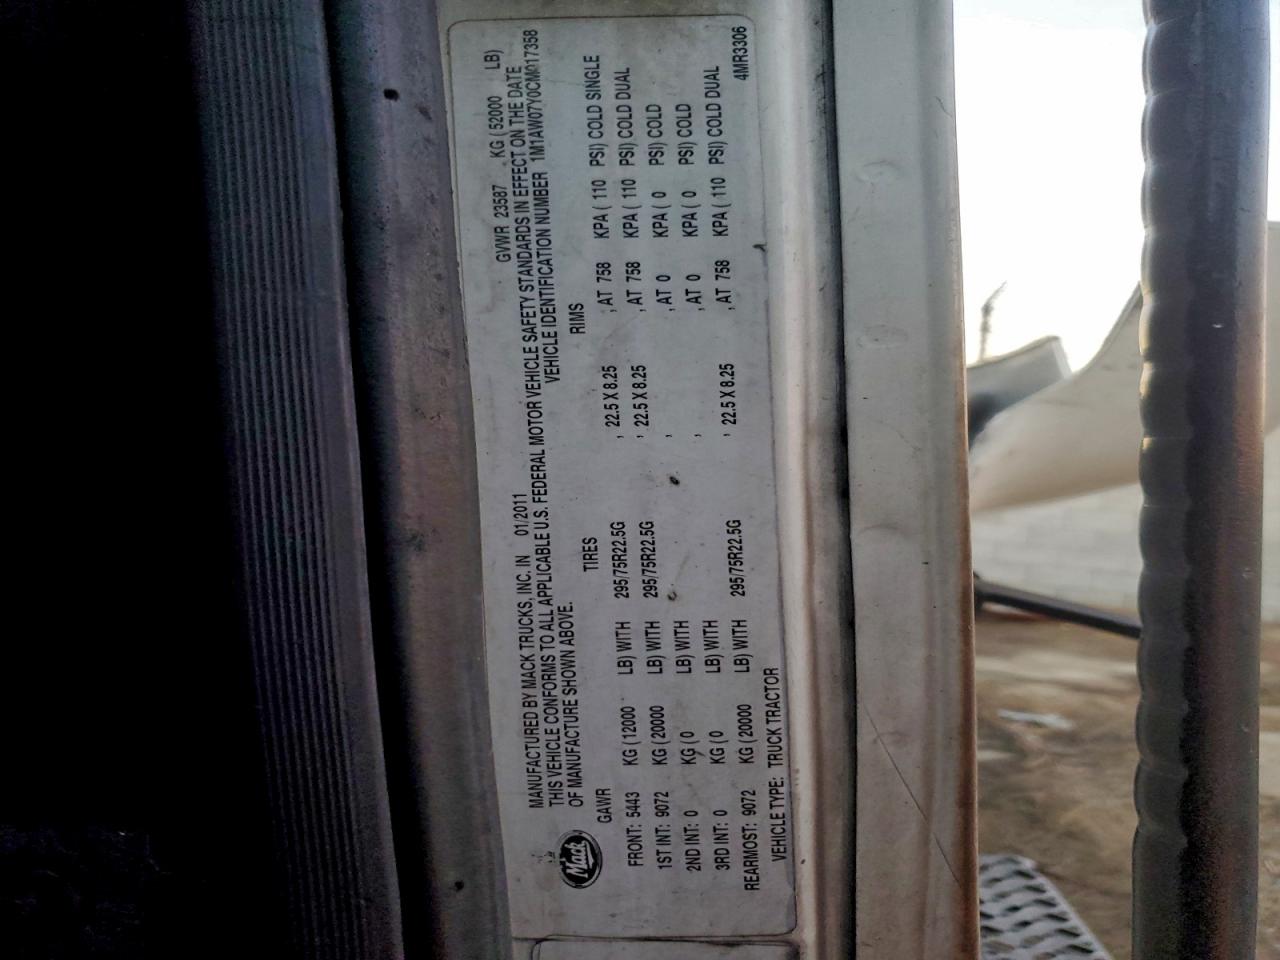 Mack
MANUFACTURED BY MACK TRUCKS, INC. IN 01/2011 GVWR 23587 KG ( 52000 LB)
THIS VEHICLE CONFORMS TO ALL APPLICABLE U.S. FEDERAL MOTOR VEHICLE SAFETY STANDARDS IN EFFECT ON THE DATE
OF MANUFACTURE SHOWN ABOVE. VEHICLE IDENTIFICATION NUMBER 1M1AW07Y0CM017358
GAWR TIRES RIMS
FRONT: 5443 KG ( 12000 LB) WITH 295/75R22.5G , 22.5 X 8.25 , AT 758 KPA ( 110 PSI) COLD SINGLE
1ST INT: 9072 KG ( 20000 LB) WITH 295/75R22.5G , 22.5 X 8.25 , AT 758 KPA ( 110 PSI) COLD DUAL
2ND INT: 0 KG ( 0 LB) WITH , , AT 0 KPA ( 0 PSI) COLD
3RD INT: 0 KG ( 0 LB) WITH , , AT 0 KPA ( 0 PSI) COLD
REARMOST: 9072 KG ( 20000 LB) WITH 295/75R22.5G , 22.5 X 8.25 , AT 758 KPA ( 110 PSI) COLD DUAL
VEHICLE TYPE: TRUCK TRACTOR 4MR3306